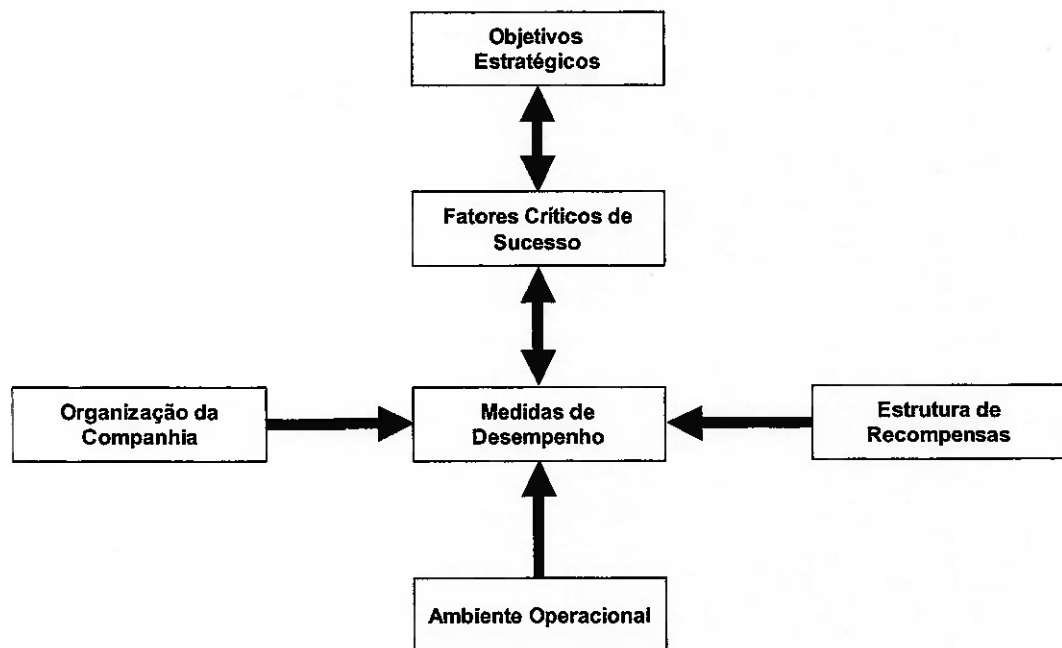 Objetivos
Estratégicos
Fatores Críticos de
Sucesso
Organização da
Companhia
Medidas de
Desempenho
Estrutura de
Recompensas
Ambiente Operacional